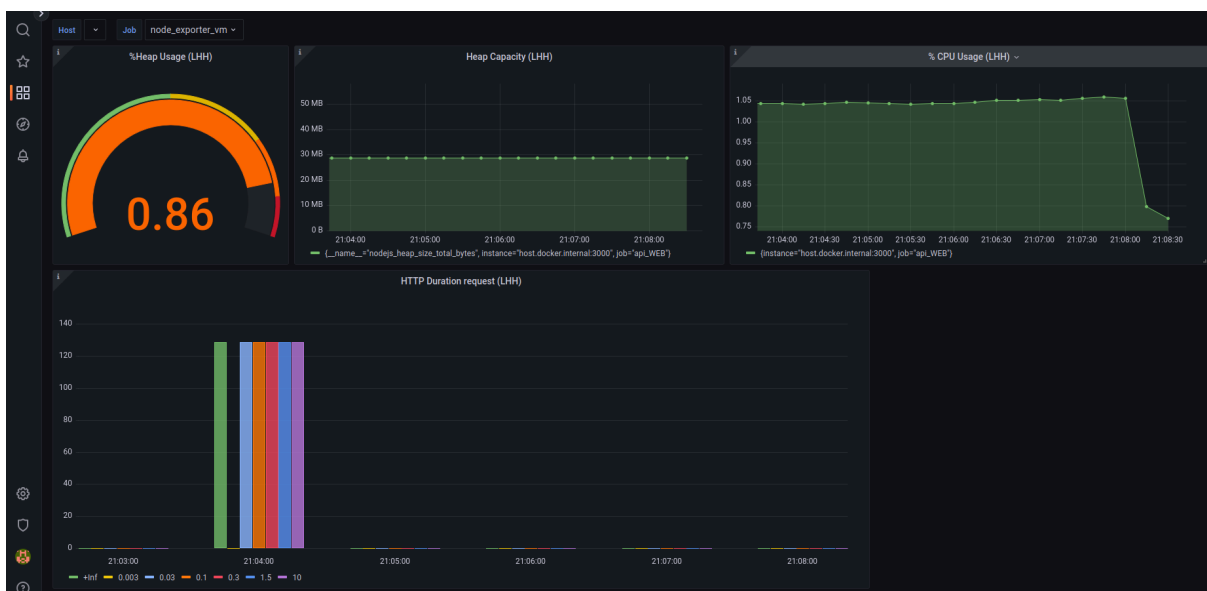 Host Job node_exporter_vm
%Heap Usage (LHH)
0.86
Heap Capacity (LHH)
50 MB
40 MB
30 MB
20 MB
10 MB
0 B
21:04:00 21:05:00 21:06:00 21:07:00 21:08:00
{__name__="nodejs_heap_size_total_bytes", instance="host.docker.internal:3000", job="api_WEB"}
% CPU Usage (LHH)
1.05
1.00
0.95
0.90
0.85
0.80
0.75
21:04:00 21:04:30 21:05:00 21:05:30 21:06:00 21:06:30 21:07:00 21:07:30 21:08:00 21:08:30
{instance="host.docker.internal:3000", job="api_WEB"}
HTTP Duration request (LHH)
140
120
100
80
60
40
20
0
21:03:00 21:04:00 21:05:00 21:06:00 21:07:00 21:08:00
+Inf 0.003 0.03 0.1 0.3 1.5 10